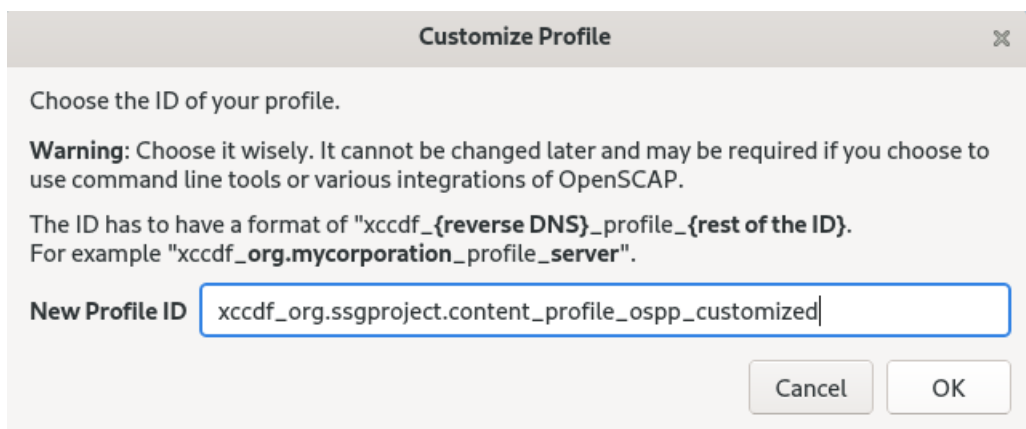 Customize Profile
Choose the ID of your profile.
Warning: Choose it wisely. It cannot be changed later and may be required if you choose to
use command line tools or various integrations of OpenSCAP.
The ID has to have a format of "xccdf_{reverse DNS}_profile_{rest of the ID}.
For example "xccdf_org.mycorporation_profile_server".
New Profile ID xccdf_org.ssgproject.content_profile_ospp_customized
Cancel OK